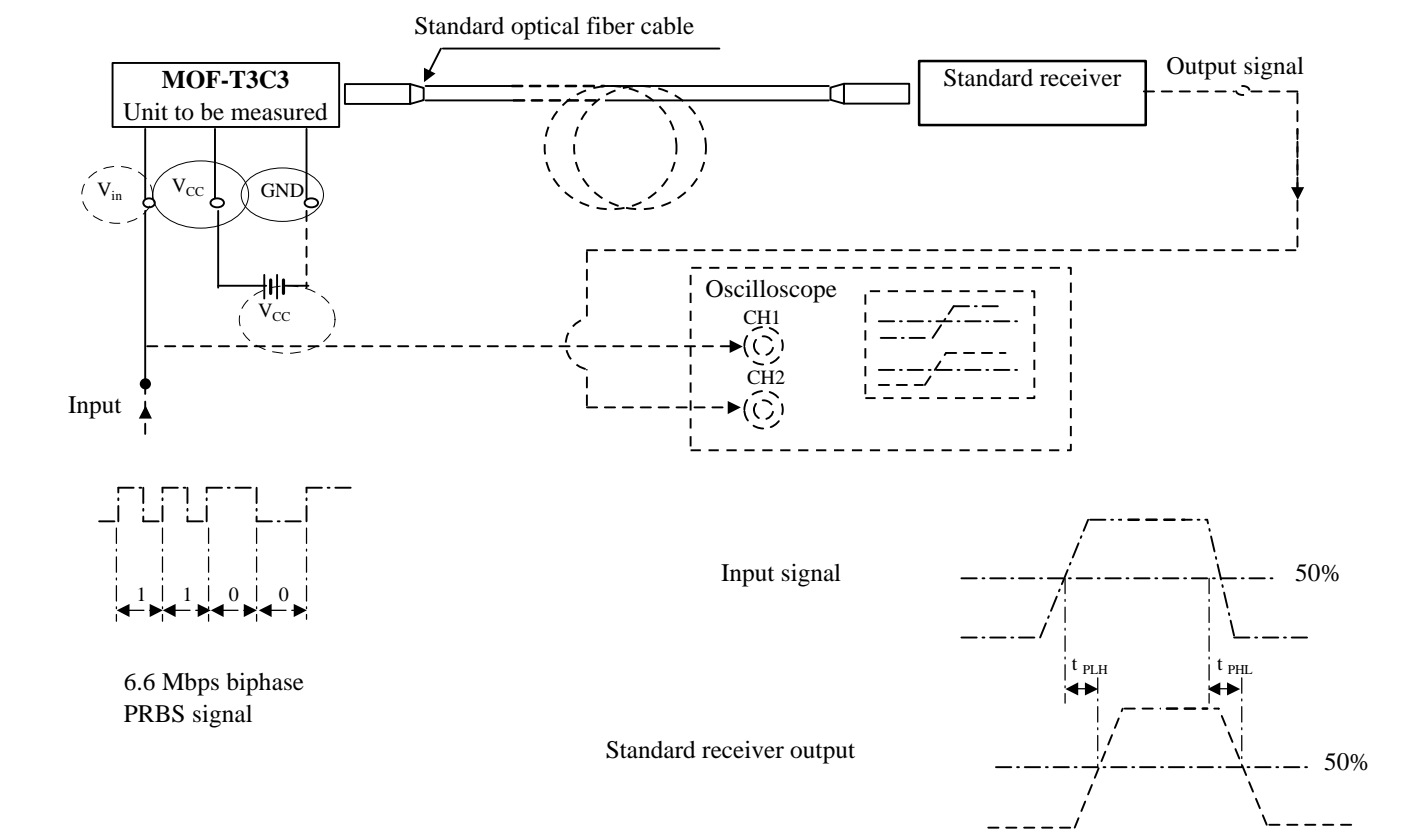 Standard optical fiber cable
MOF-T3C3
Unit to be measured
Standard receiver
Output signal
Vin
VCC
GND
VCC
Oscilloscope
CH1
CH2
Input
1 1 0 0
6.6 Mbps biphase
PRBS signal
Input signal
50%
t PLH
t PHL
Standard receiver output
50%